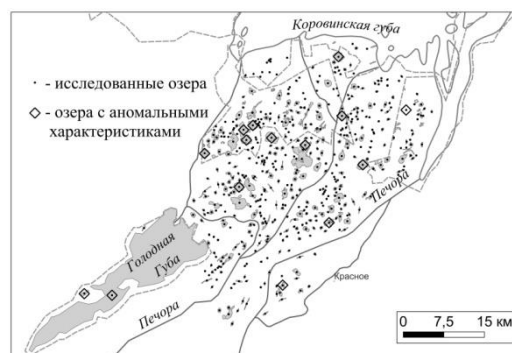 Коровинская губа
• - исследованные озера
◇ - озера с аномальными
характеристиками
Печора
Голодная
Губа
Красное
Печора
0 7,5 15 км